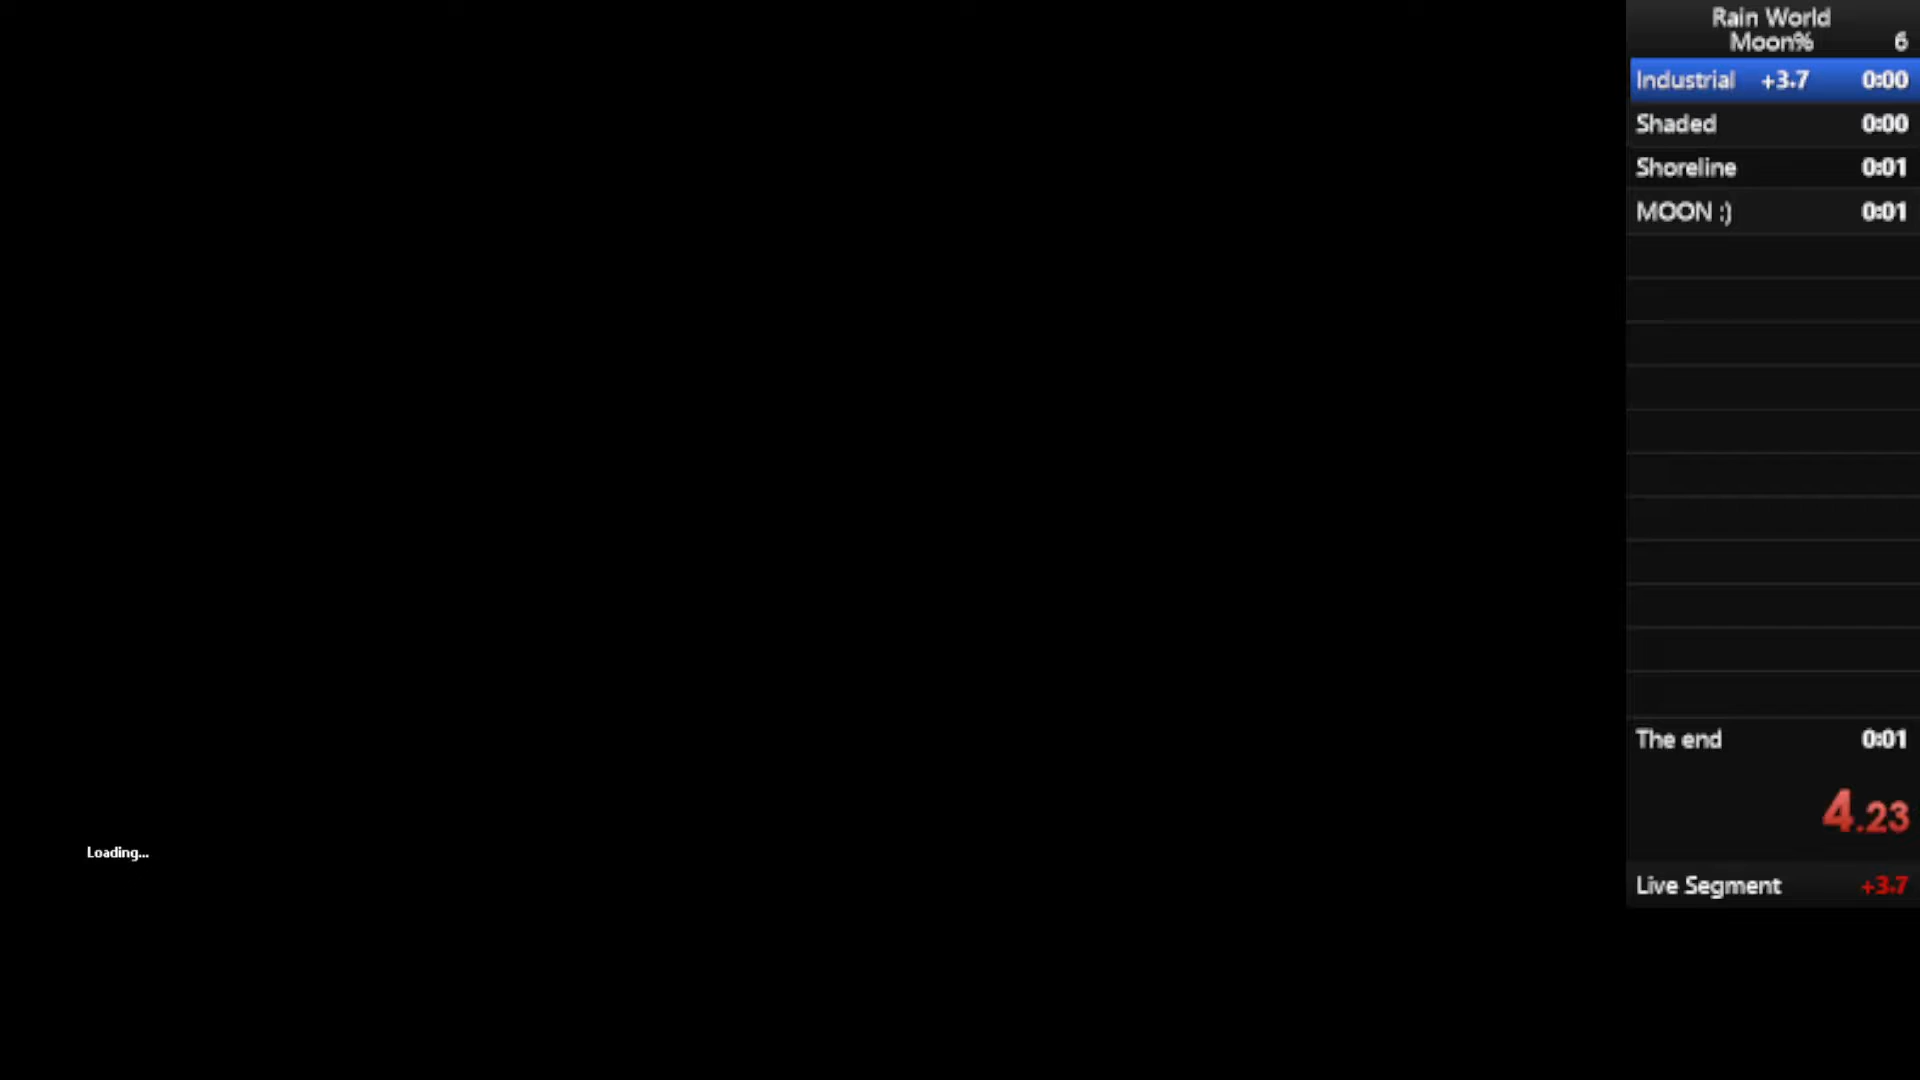 Rain World
Moon% 6
Industrial +3.7 0:00
Shaded 0:00
Shoreline 0:01
MOON :) 0:01
The end 0:01
4.23
Loading...
Live Segment +3.7